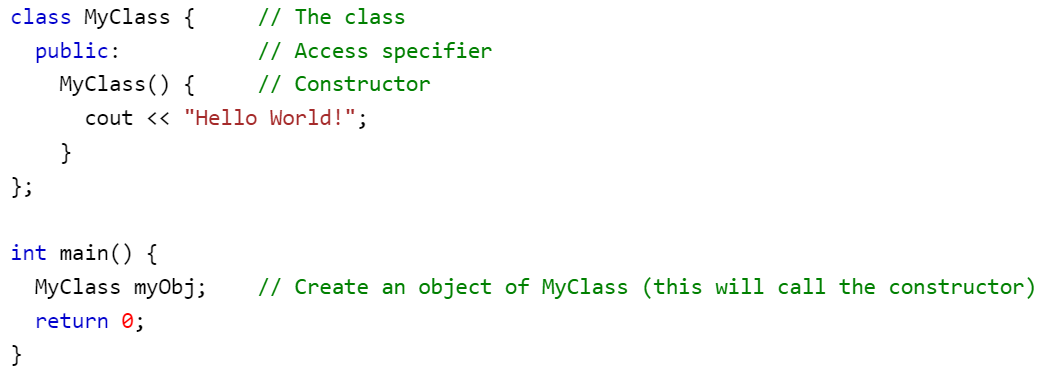 class MyClass {     // The class
  public:           // Access specifier
    MyClass() {     // Constructor
      cout << "Hello World!";
    }
};

int main() {
  MyClass myObj;    // Create an object of MyClass (this will call the constructor)
  return 0;
}